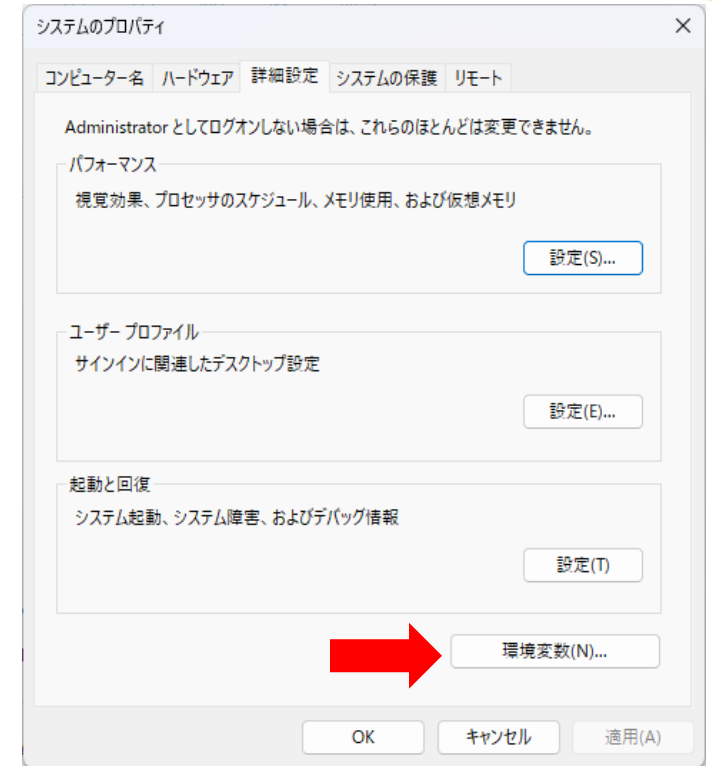 システムのプロパティ
コンピューター名 ハードウェア 詳細設定 システムの保護 リモート
Administrator としてログオンしない場合は、これらのほとんどは変更できません。
パフォーマンス
視覚効果、プロセッサのスケジュール、メモリ使用、および仮想メモリ
設定(S)...
ユーザー プロファイル
サインインに関連したデスクトップ設定
設定(E)...
起動と回復
システム起動、システム障害、およびデバッグ情報
設定(T)
環境変数(N)...
OK キャンセル 適用(A)